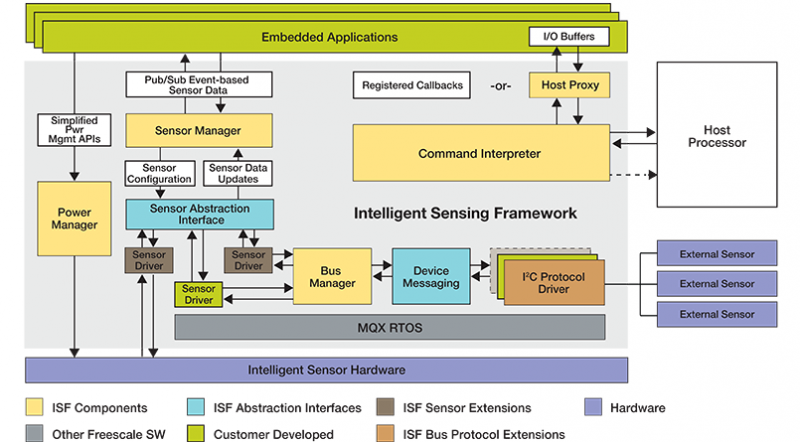 Embedded Applications
I/O Buffers
Pub/Sub Event-based
Sensor Data
Registered Callbacks
-or-
Host Proxy
Simplified
Pwr
Mgmt APIs
Sensor Manager
Command Interpreter
Host
Processor
Sensor
Configuration
Sensor Data
Updates
Power
Manager
Sensor Abstraction
Interface
Intelligent Sensing Framework
Sensor
Driver
Sensor
Driver
Sensor
Driver
Bus
Manager
Device
Messaging
I²C Protocol
Driver
External Sensor
External Sensor
External Sensor
MQX RTOS
Intelligent Sensor Hardware
ISF Components
ISF Abstraction Interfaces
ISF Sensor Extensions
Hardware
Other Freescale SW
Customer Developed
ISF Bus Protocol Extensions